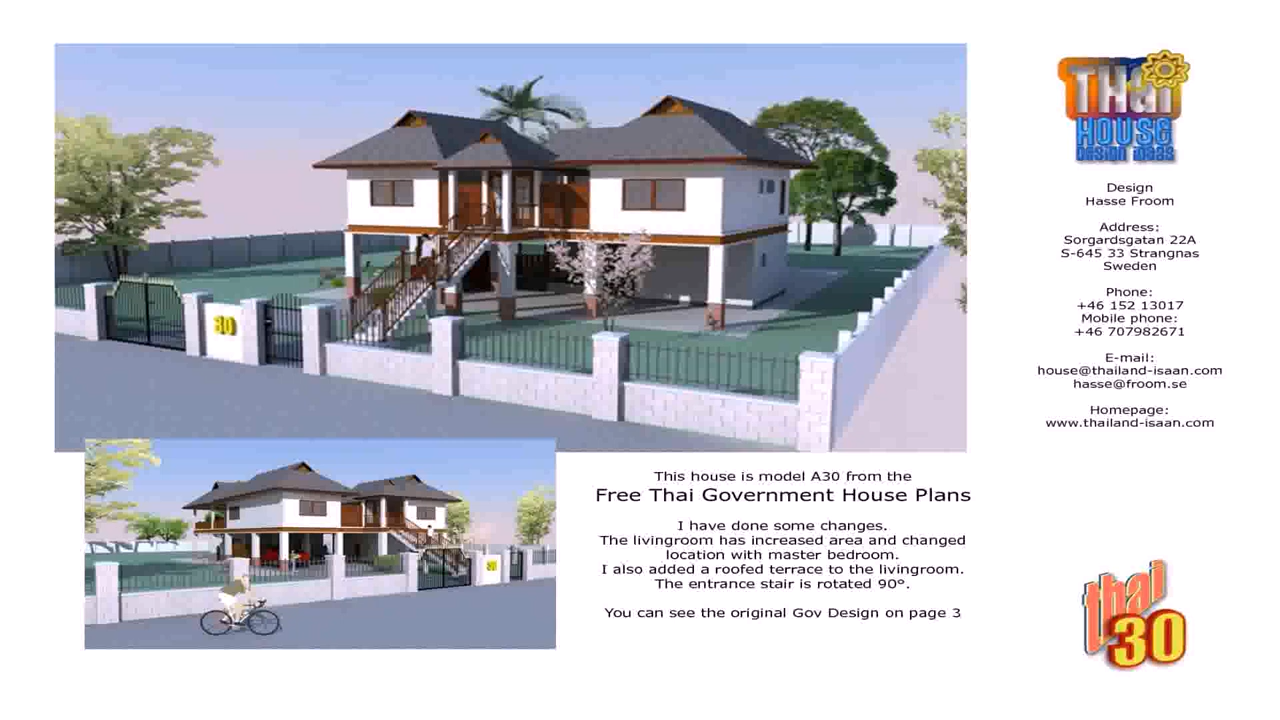 THai
HOUSE
Design ideas
Design
Hasse Froom
Address:
Sorgardsgatan 22A
S-645 33 Strangnas
Sweden
Phone:
+46 152 13017
Mobile phone:
+46 707982671
E-mail:
house@thailand-isaan.com
hasse@froom.se
Homepage:
www.thailand-isaan.com
30
30
This house is model A30 from the
Free Thai Government House Plans
I have done some changes.
The livingroom has increased area and changed
location with master bedroom.
I also added a roofed terrace to the livingroom.
The entrance stair is rotated 90°.
You can see the original Gov Design on page 3
thai
30